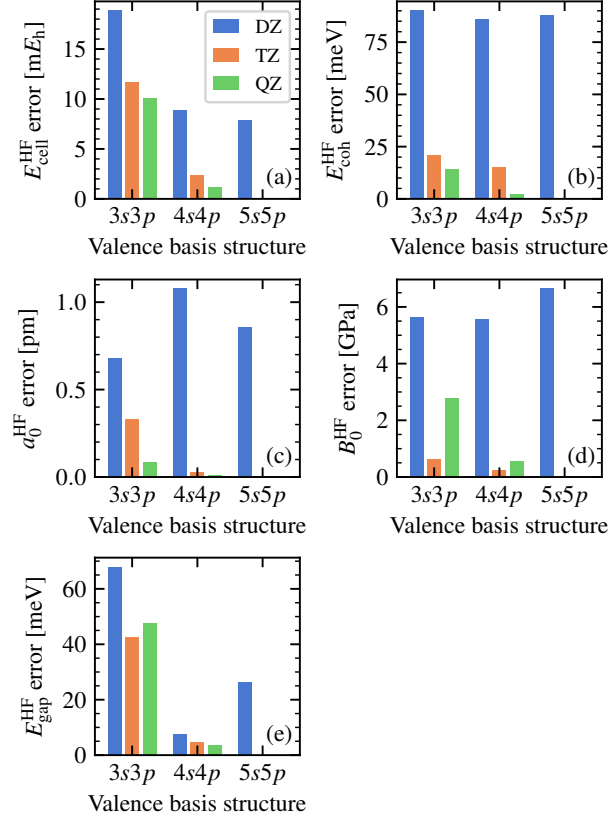 E_cell^HF error [mE_h]
15
10
5
0
DZ
TZ
QZ
(a)
3s3p 4s4p 5s5p
Valence basis structure
E_coh^HF error [meV]
75
50
25
0
(b)
3s3p 4s4p 5s5p
Valence basis structure
a_0^HF error [pm]
1.0
0.5
0.0
(c)
3s3p 4s4p 5s5p
Valence basis structure
B_0^HF error [GPa]
6
4
2
0
(d)
3s3p 4s4p 5s5p
Valence basis structure
E_gap^HF error [meV]
60
40
20
0
(e)
3s3p 4s4p 5s5p
Valence basis structure